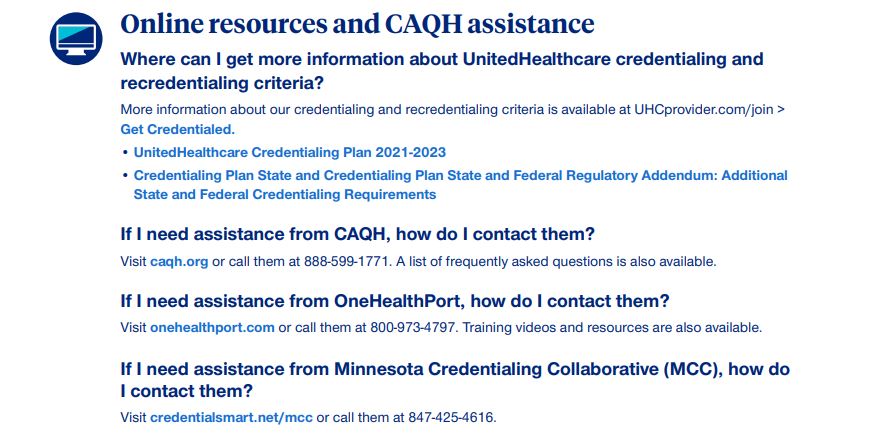 Online resources and CAQH assistance
Where can I get more information about UnitedHealthcare credentialing and
recredentialing criteria?
More information about our credentialing and recredentialing criteria is available at UHCprovider.com/join >
Get Credentialed.
• UnitedHealthcare Credentialing Plan 2021-2023
• Credentialing Plan State and Credentialing Plan State and Federal Regulatory Addendum: Additional
State and Federal Credentialing Requirements
If I need assistance from CAQH, how do I contact them?
Visit caqh.org or call them at 888-599-1771. A list of frequently asked questions is also available.
If I need assistance from OneHealthPort, how do I contact them?
Visit onehealthport.com or call them at 800-973-4797. Training videos and resources are also available.
If I need assistance from Minnesota Credentialing Collaborative (MCC), how do
I contact them?
Visit credentialsmart.net/mcc or call them at 847-425-4616.